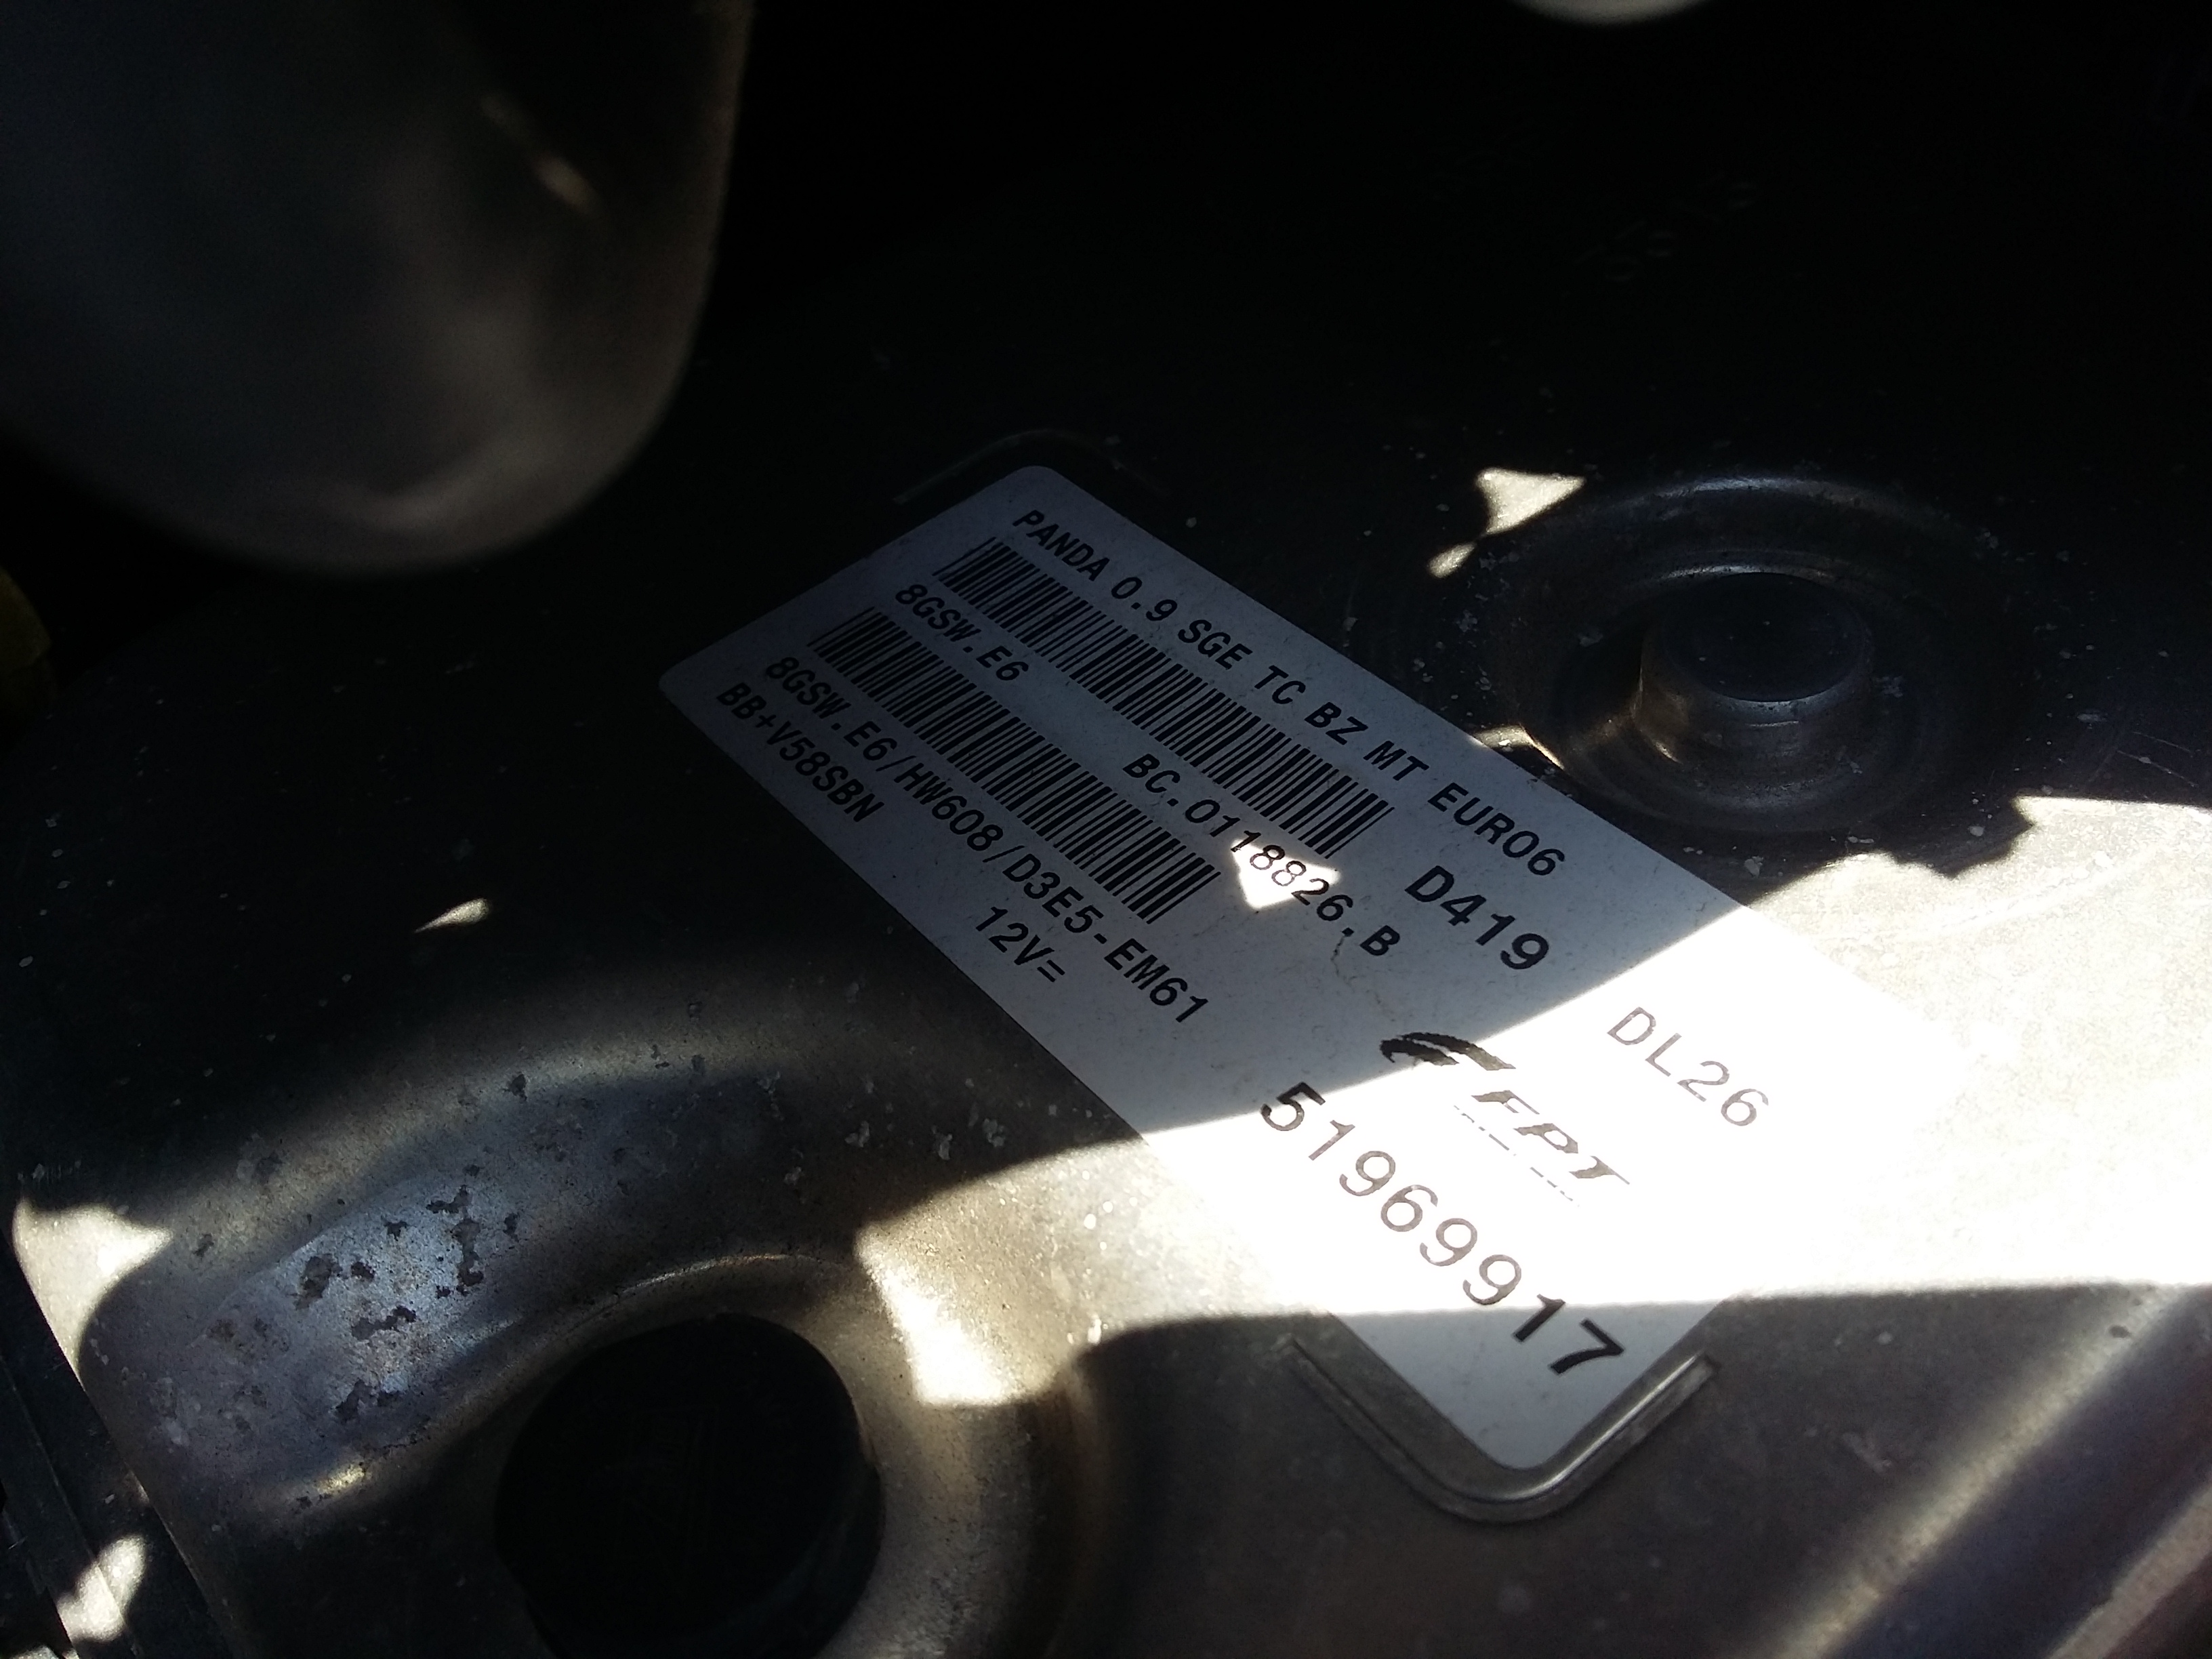 PANDA 0.9 SGE TC BZ MT EURO6
D419
DL26
8GSW.E6 BC.0118826.B
8GSW.E6/HW608/D3E5-EM61
FPT
BB+V58SBN 12V=
51969917